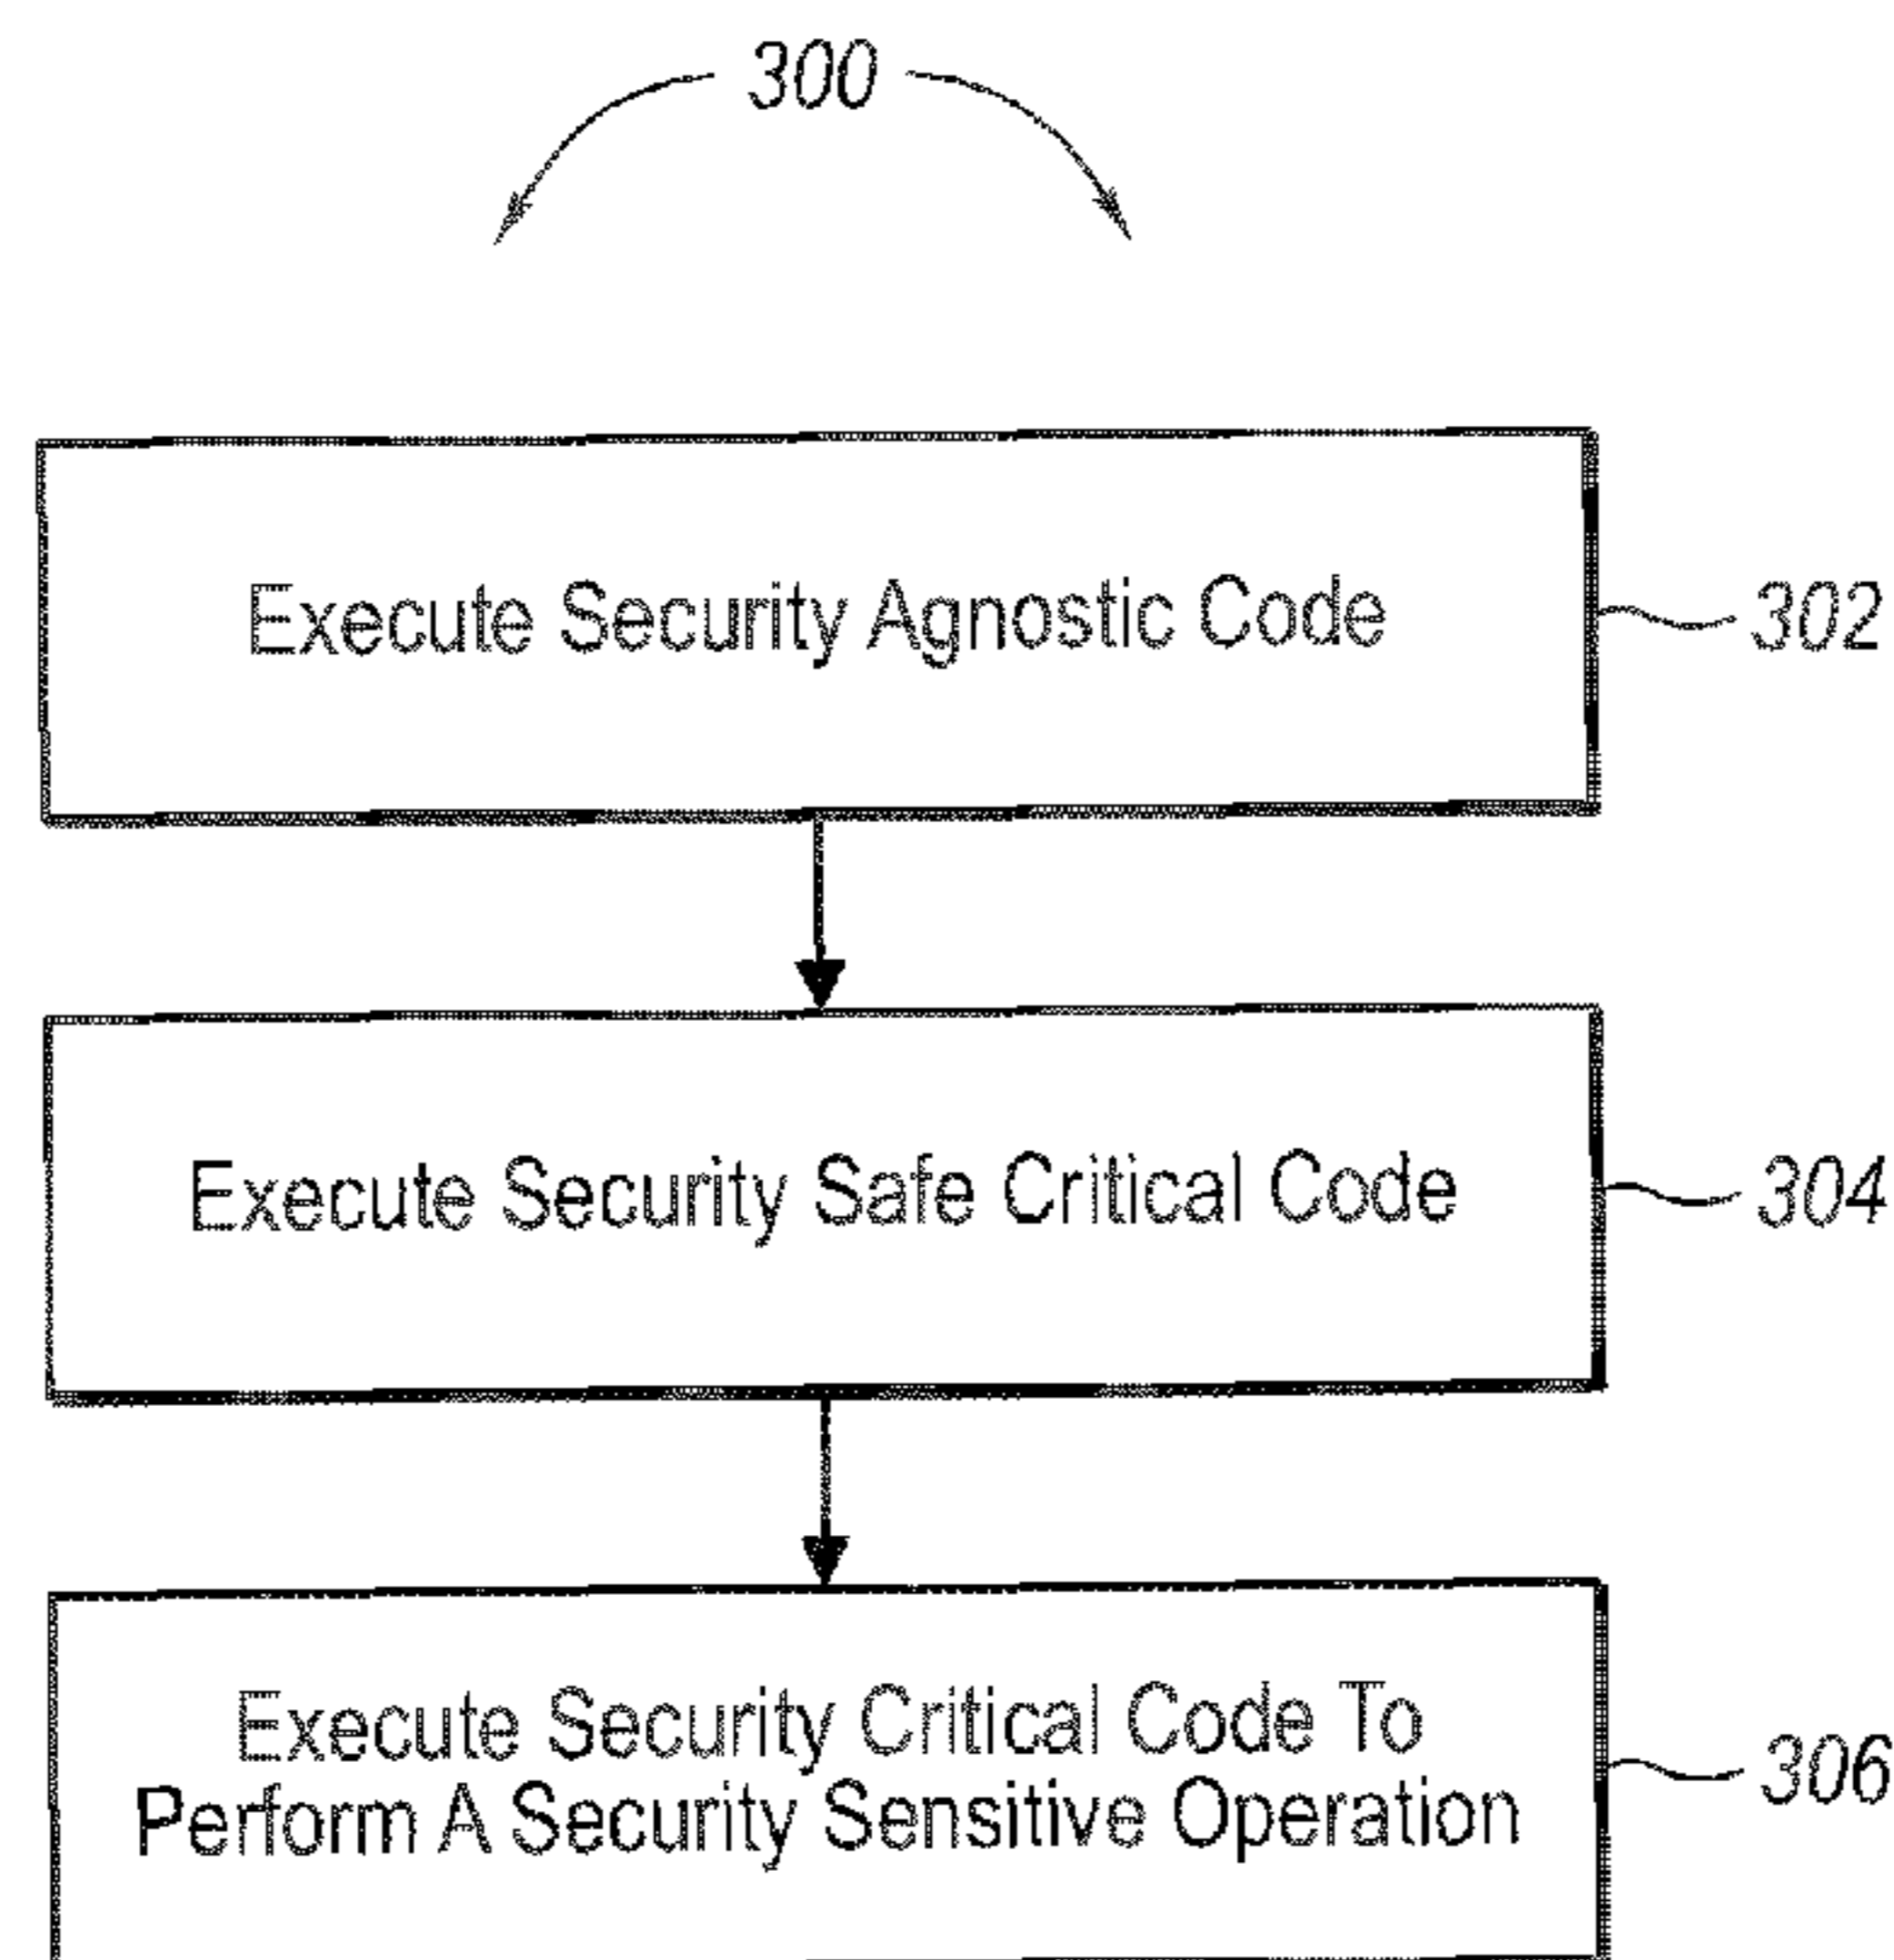 300
Execute Security Agnostic Code
302
Execute Security Safe Critical Code
304
Execute Security Critical Code To
Perform A Security Sensitive Operation
306